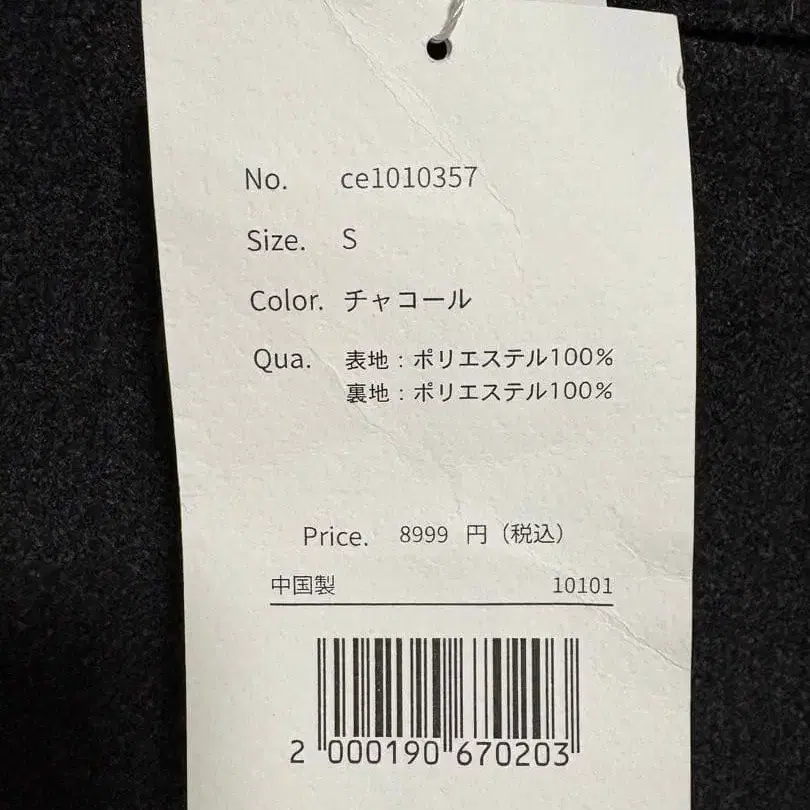 No. ce1010357
Size. S
Color. チャコール
Qua. 表地：ポリエステル100%
裏地：ポリエステル100%
Price. 8999 円（税込）
中国製 10101
2 000190 670203